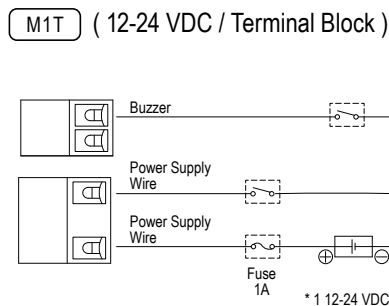 M1T ( 12-24 VDC / Terminal Block )
Buzzer
Power Supply
Wire
Power Supply
Wire
Fuse
1A
* 1 12-24 VDC